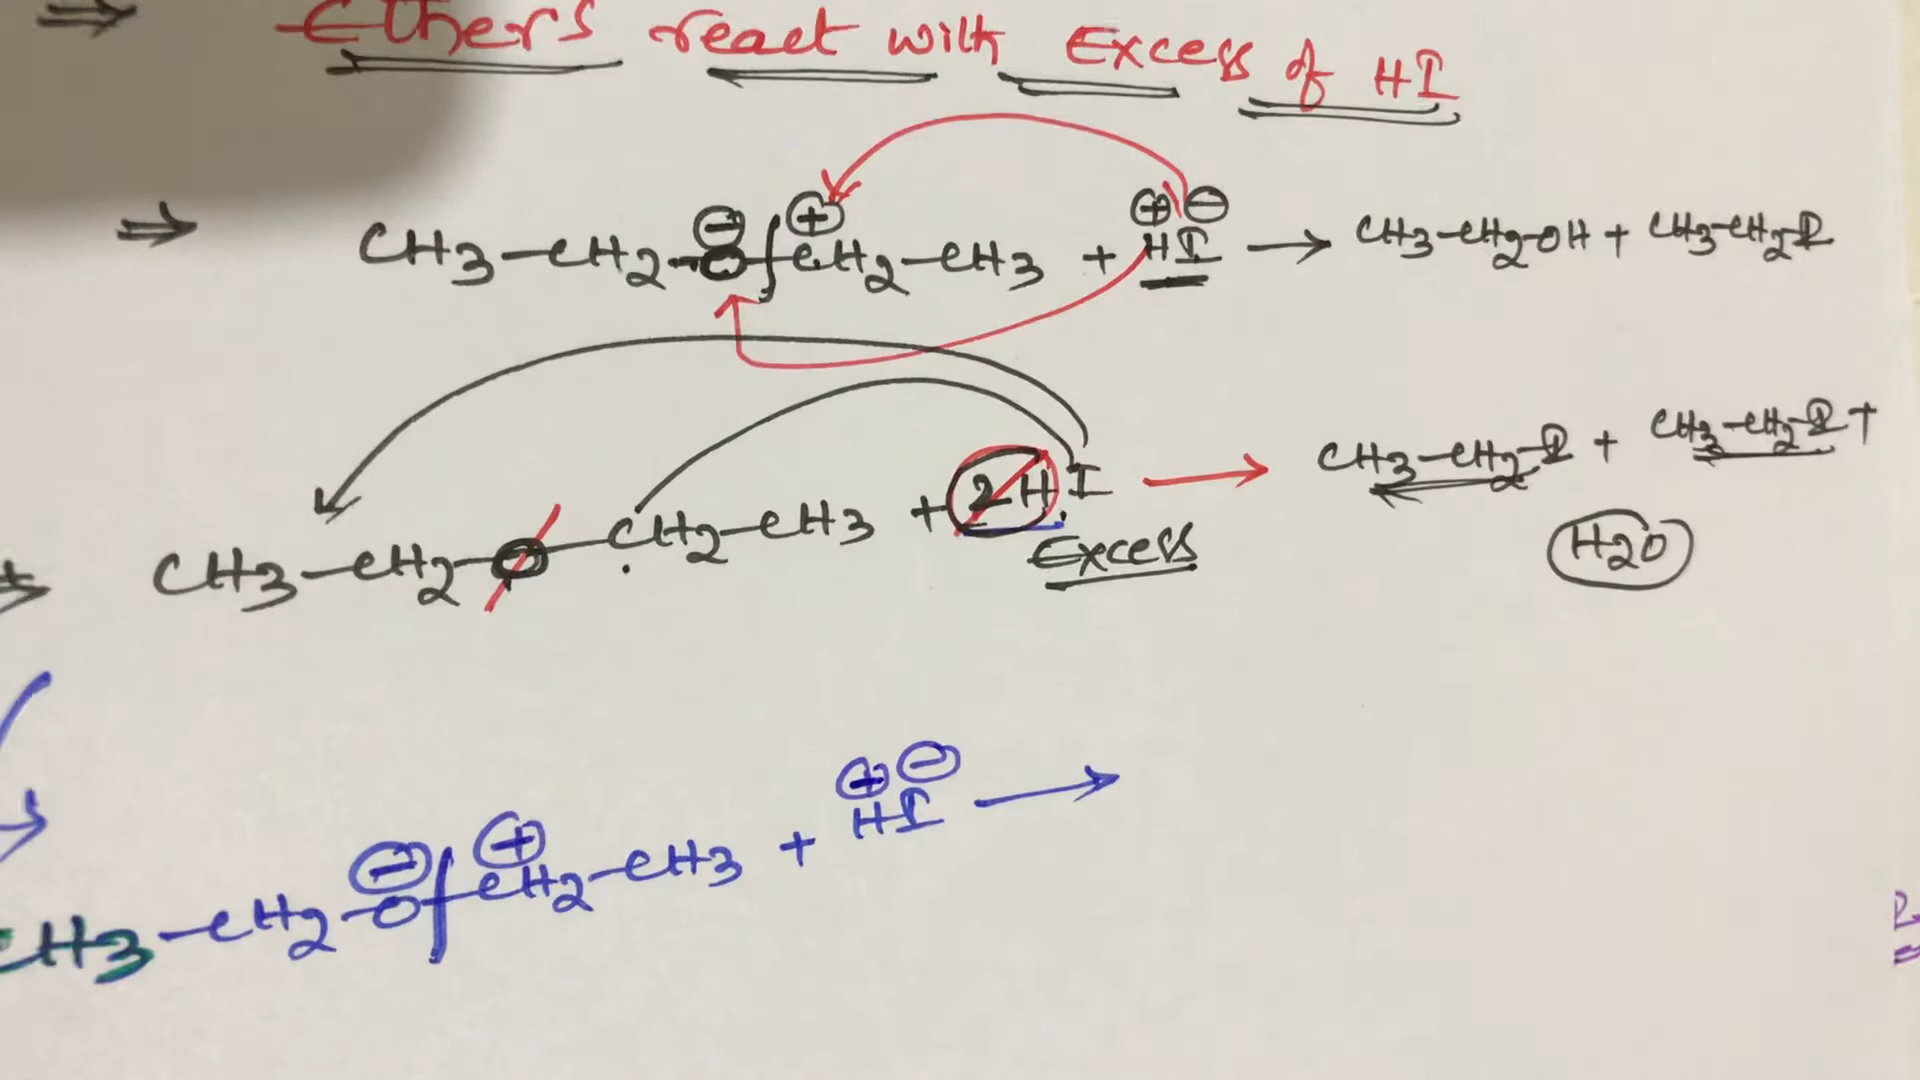 Ethers react with Excess of HI
⇒ CH3-CH2-O-CH2-CH3 + HI → CH3-CH2-OH + CH3-CH2-I
⊖ ⊕ ⊕ ⊖
CH3-CH2-O-CH2-CH3 + 2HI → CH3-CH2-I + CH3-CH2-I +
Excess
H2O
⊖ ⊕ ⊕ ⊖
CH3-CH2-O-CH2-CH3 + HI →